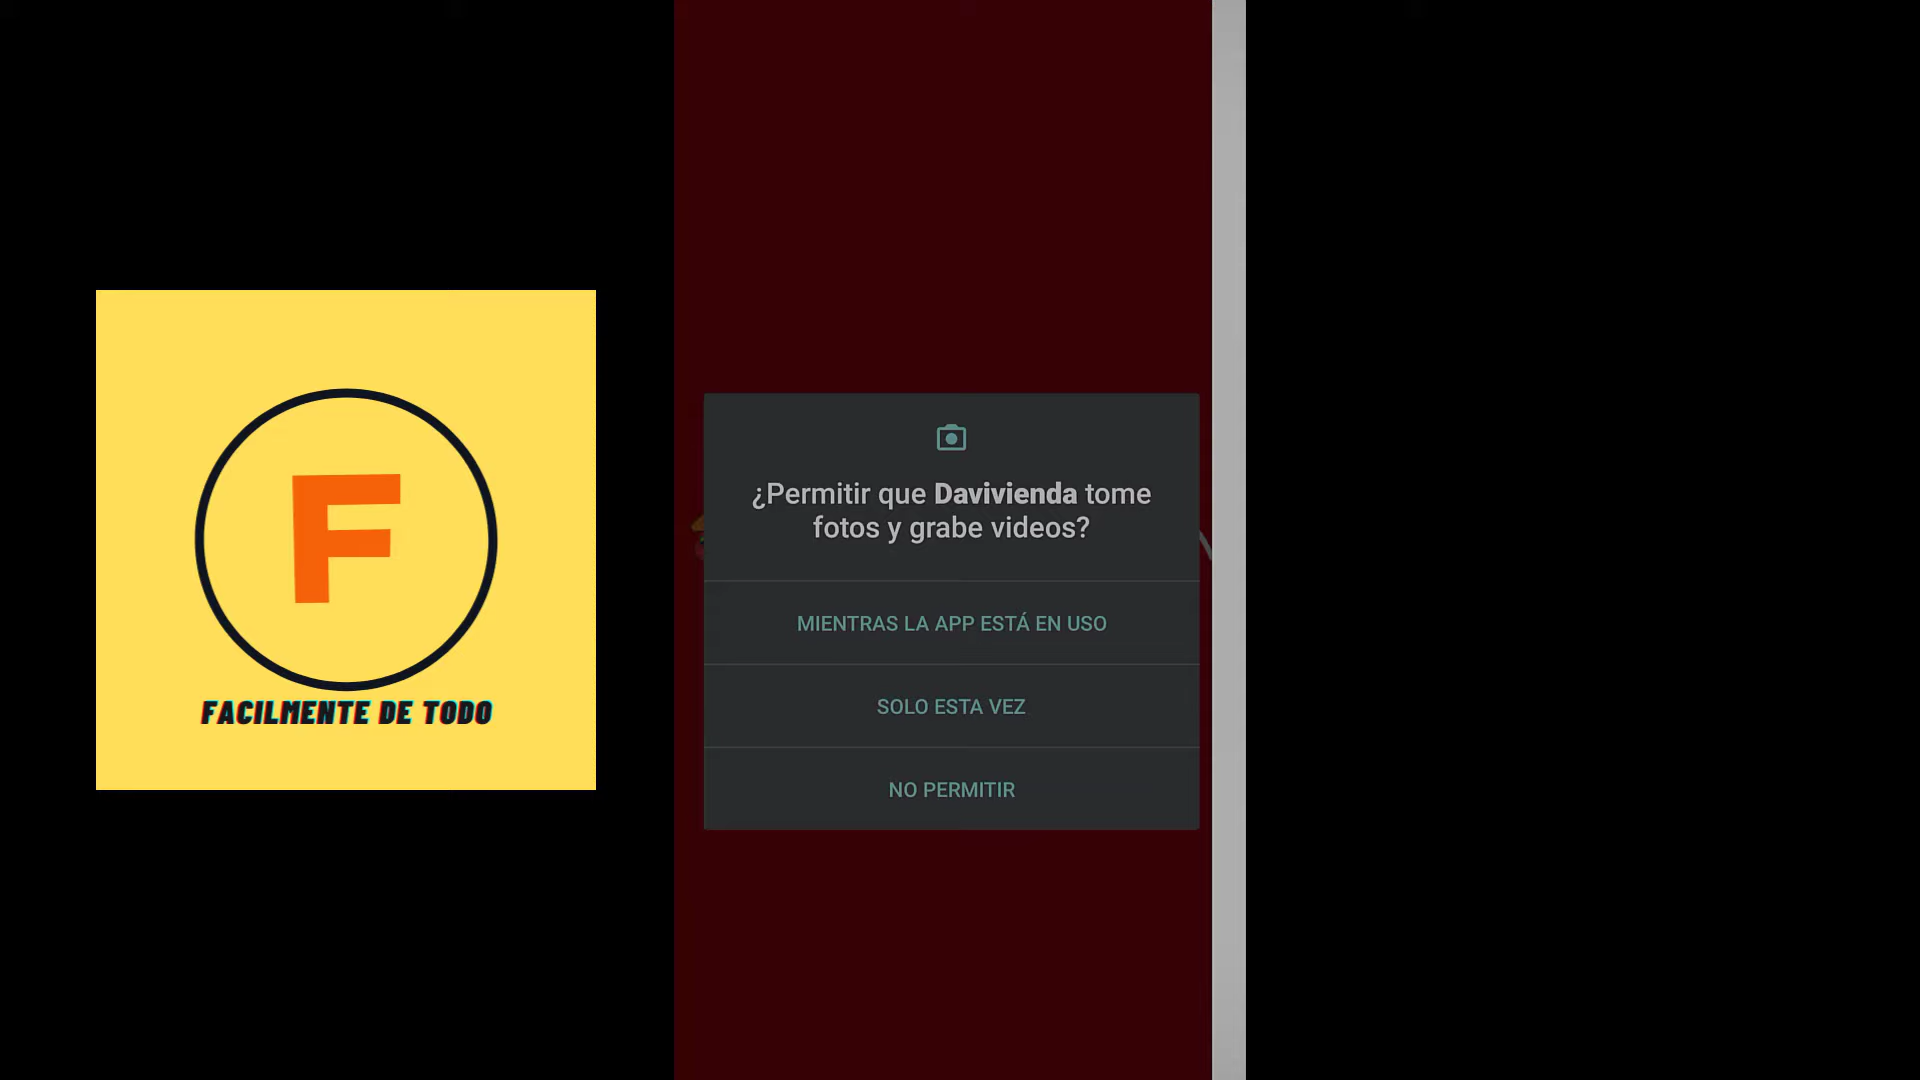 F
FACILMENTE DE TODO
¿Permitir que Davivienda tome
fotos y grabe videos?
MIENTRAS LA APP ESTÁ EN USO
SOLO ESTA VEZ
NO PERMITIR